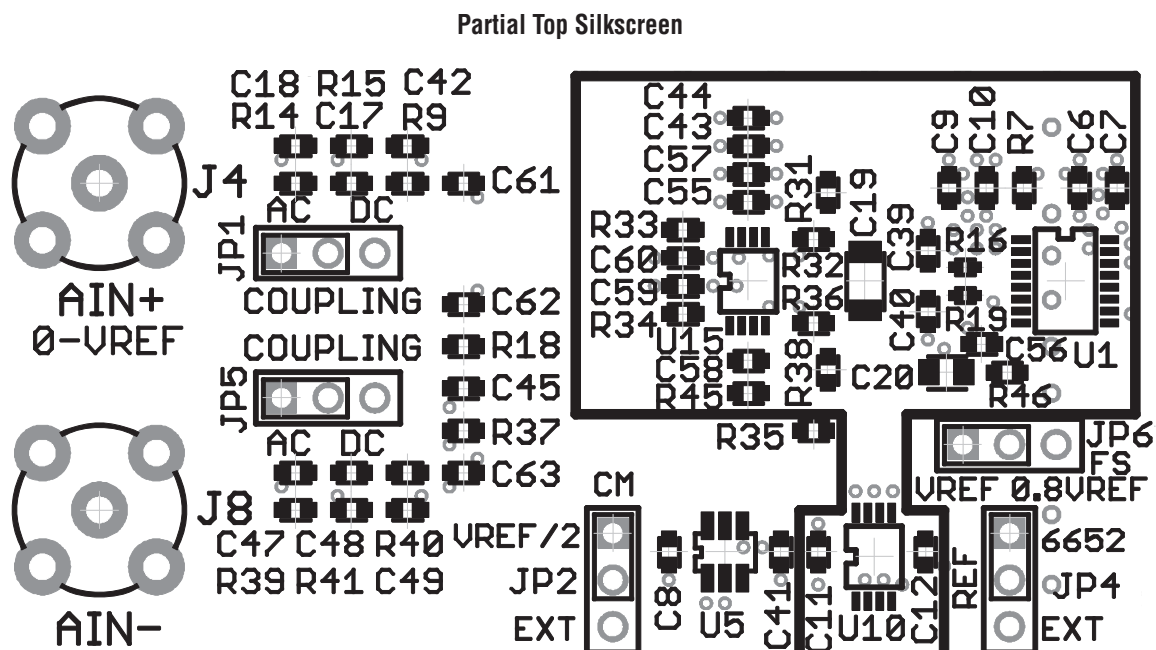 Partial Top Silkscreen
C18 R15 C42
R14 C17 R9
J4
C61
AC DC
JP1
COUPLING
AIN+
0-VREF
C62
COUPLING
R18
JP5
C45
AC DC
R37
J8
C63
C47 C48 R40
R39 R41 C49
AIN-
C44
C43
C57
C55
R31
C19
C9
C10
R7
C6
C7
R33
C60
C59
R34
R32
R36
C39
R16
C40
R19
U15
C58
R45
R38
C20
C56
U1
R46
R35
JP6
FS
VREF 0.8VREF
CM
VREF/2
JP2
EXT
C8
U5
C41
C11
U10
C12
REF
6652
JP4
EXT